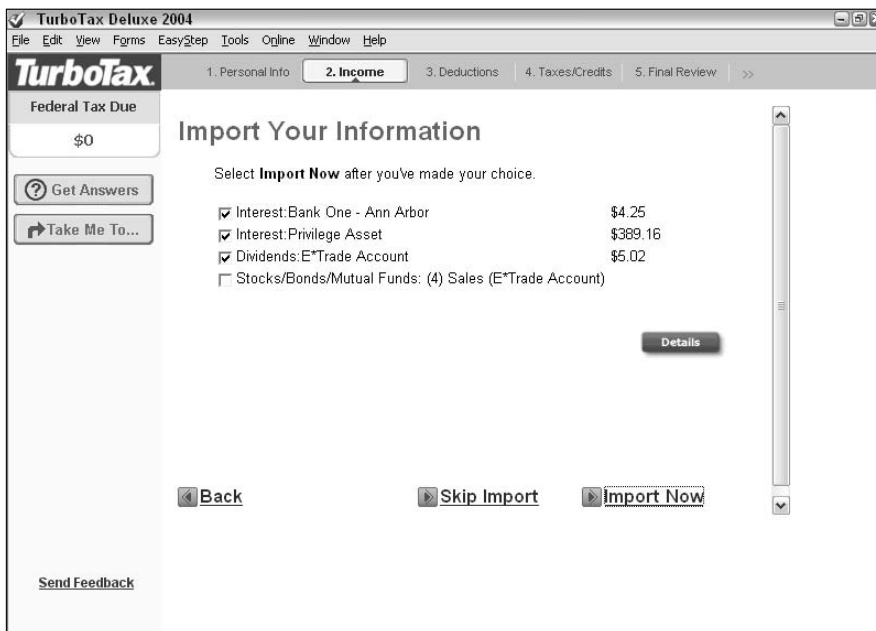 TurboTax Deluxe 2004
File Edit View Forms EasyStep Tools Online Window Help
TurboTax.
1. Personal Info 2. Income 3. Deductions 4. Taxes/Credits 5. Final Review >>
Federal Tax Due
$0
Get Answers
Take Me To...
Import Your Information
Select Import Now after you've made your choice.
Interest:Bank One - Ann Arbor $4.25
Interest:Privilege Asset $389.16
Dividends:E*Trade Account $5.02
Stocks/Bonds/Mutual Funds: (4) Sales (E*Trade Account)
Details
Back Skip Import Import Now
Send Feedback